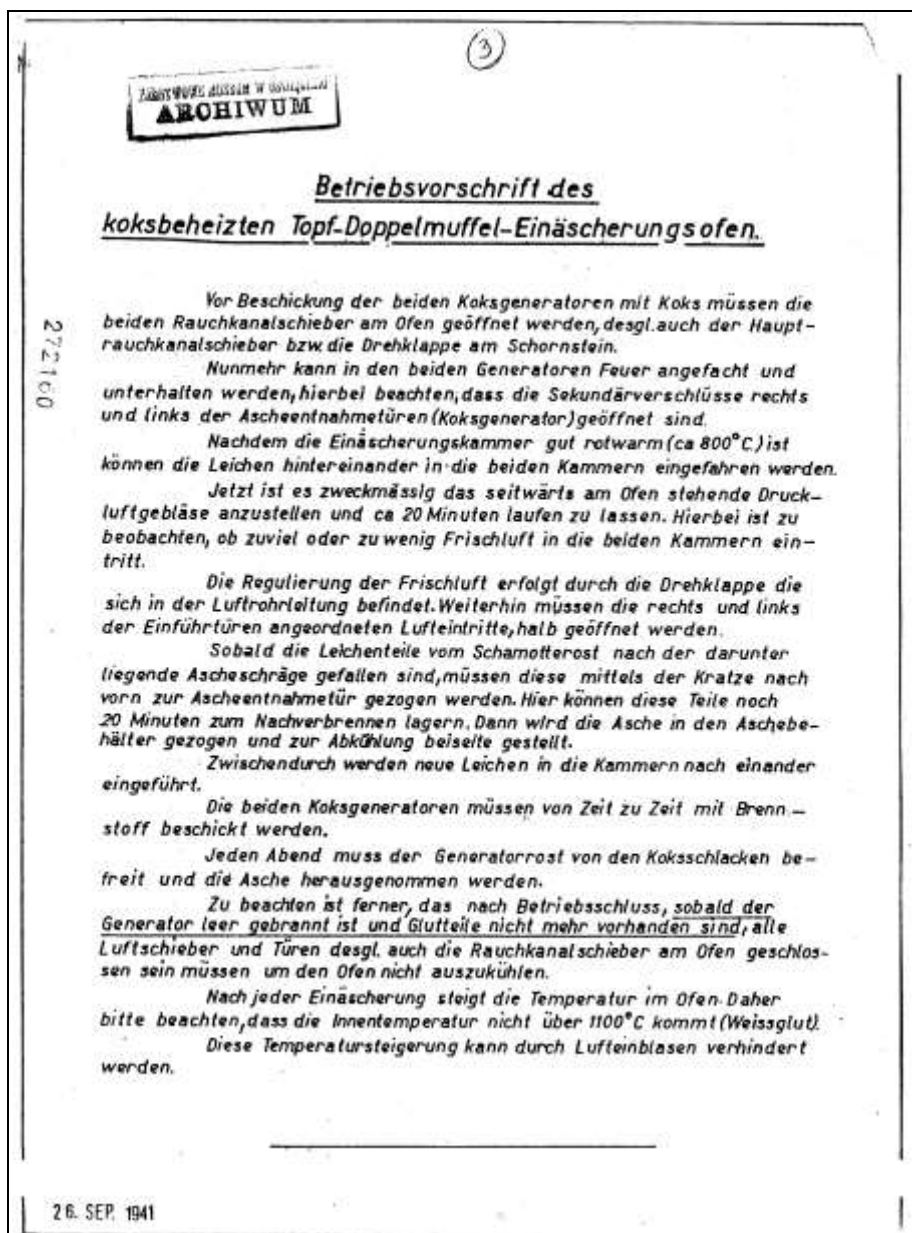 3
ARCHIWUM
Betriebsvorschrift des
koksbeheizten Topf-Doppelmuffel-Einäscherungsofen.
272160
Vor Beschickung der beiden Koksgeneratoren mit Koks müssen die
beiden Rauchkanalschieber am Ofen geöffnet werden, desgl. auch der Haupt-
rauchkanalschieber bzw. die Drehklappe am Schornstein.
Nunmehr kann in den beiden Generatoren Feuer angefacht und
unterhalten werden, hierbei beachten, dass die Sekundärverschlüsse rechts
und links der Ascheentnahmetüren (Koksgenerator) geöffnet sind.
Nachdem die Einäscherungskammer gut rotwarm (ca 800°C.) ist
können die Leichen hintereinander in die beiden Kammern eingefahren werden.
Jetzt ist es zweckmässig das seitwärts am Ofen stehende Druck-
luftgebläse anzustellen und ca 20 Minuten laufen zu lassen. Hierbei ist zu
beobachten, ob zuviel oder zu wenig Frischluft in die beiden Kammern ein-
tritt.
Die Regulierung der Frischluft erfolgt durch die Drehklappe die
sich in der Luftrohrleitung befindet. Weiterhin müssen die rechts und links
der Einführtüren angeordneten Lufteintritte, halb geöffnet werden.
Sobald die Leichenteile vom Schamotterost nach der darunter
liegende Ascheschräge gefallen sind, müssen diese mittels der Kratze nach
vorn zur Ascheentnahmetür gezogen werden. Hier können diese Teile noch
20 Minuten zum Nachverbrennen lagern. Dann wird die Asche in den Aschebe-
hälter gezogen und zur Abkühlung beiseite gestellt.
Zwischendurch werden neue Leichen in die Kammern nach einander
eingeführt.
Die beiden Koksgeneratoren müssen von Zeit zu Zeit mit Brenn-
stoff beschickt werden.
Jeden Abend muss der Generatorrost von den Koksschlacken be-
freit und die Asche herausgenommen werden.
Zu beachten ist ferner, das nach Betriebsschluss, sobald der
Generator leer gebrannt ist und Glutteile nicht mehr vorhanden sind, alle
Luftschieber und Türen desgl. auch die Rauchkanalschieber am Ofen geschlos-
sen sein müssen um den Ofen nicht auszukühlen.
Nach jeder Einäscherung steigt die Temperatur im Ofen. Daher
bitte beachten, dass die Innentemperatur nicht über 1100°C kommt (Weissglut).
Diese Temperatursteigerung kann durch Lufteinblasen verhindert
werden.
26. SEP. 1941